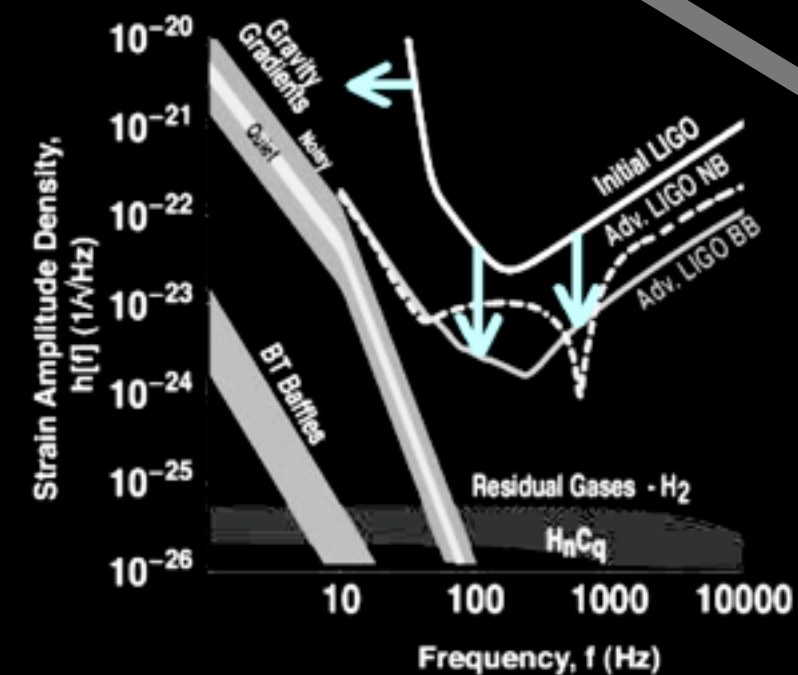 Strain Amplitude Density,
h[f] (1/√Hz)
10⁻²⁰
10⁻²¹
10⁻²²
10⁻²³
10⁻²⁴
10⁻²⁵
10⁻²⁶
Gravity
Gradients
Quiet
Noisy
Initial LIGO
Adv. LIGO NB
Adv. LIGO BB
BT Baffles
Residual Gases - H₂
HₙC_q
10
100
1000
10000
Frequency, f (Hz)